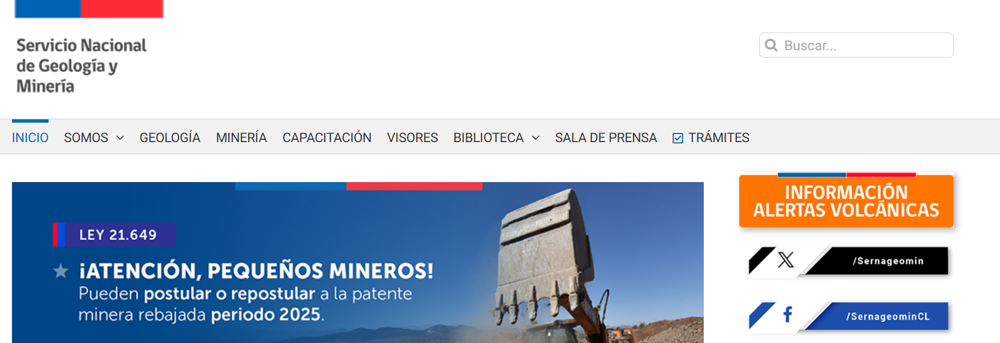 Servicio Nacional
de Geología y
Minería
Buscar...
INICIO SOMOS GEOLOGÍA MINERÍA CAPACITACIÓN VISORES BIBLIOTECA SALA DE PRENSA TRÁMITES
LEY 21.649
¡ATENCIÓN, PEQUEÑOS MINEROS!
Pueden postular o repostular a la patente
minera rebajada periodo 2025.
INFORMACIÓN
ALERTAS VOLCÁNICAS
/Sernageomin
/SernageominCL